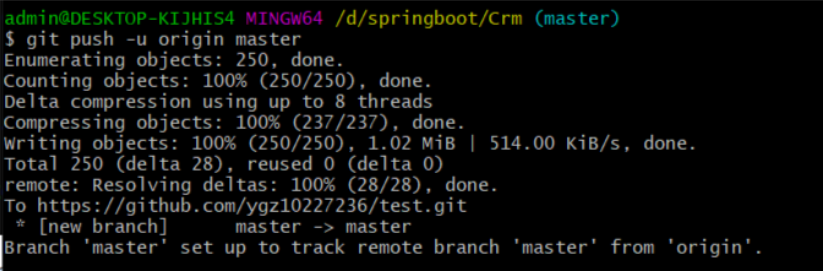 admin@DESKTOP-KIJHIS4 MINGW64 /d/springboot/Crm (master)
$ git push -u origin master
Enumerating objects: 250, done.
Counting objects: 100% (250/250), done.
Delta compression using up to 8 threads
Compressing objects: 100% (237/237), done.
Writing objects: 100% (250/250), 1.02 MiB | 514.00 KiB/s, done.
Total 250 (delta 28), reused 0 (delta 0)
remote: Resolving deltas: 100% (28/28), done.
To https://github.com/ygz10227236/test.git
 * [new branch]      master -> master
Branch 'master' set up to track remote branch 'master' from 'origin'.